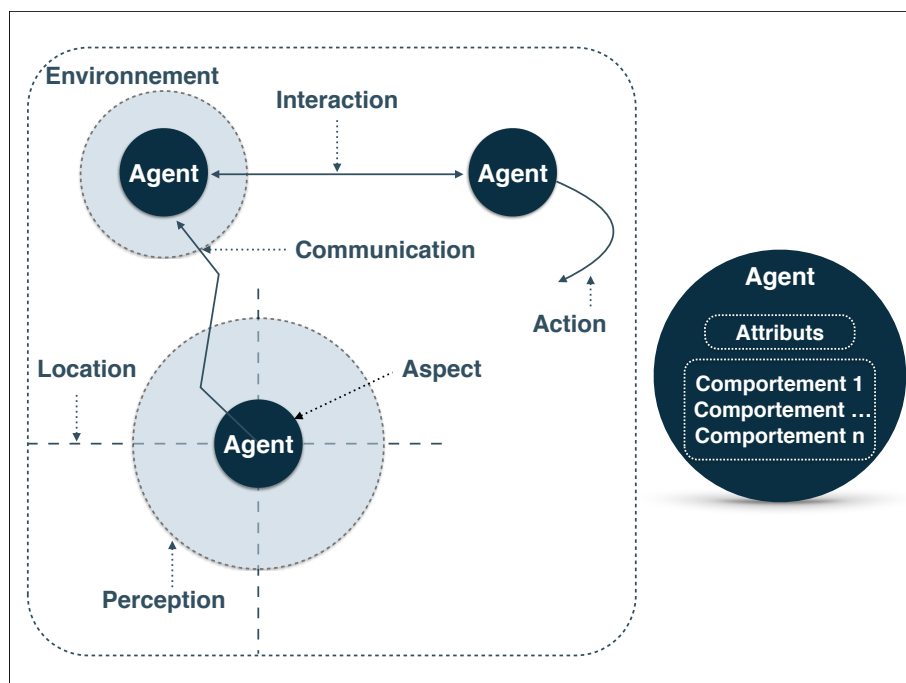 Environnement
Interaction
Agent
Agent
Communication
Action
Location
Aspect
Agent
Perception
Agent
Attributs
Comportement 1
Comportement ...
Comportement n